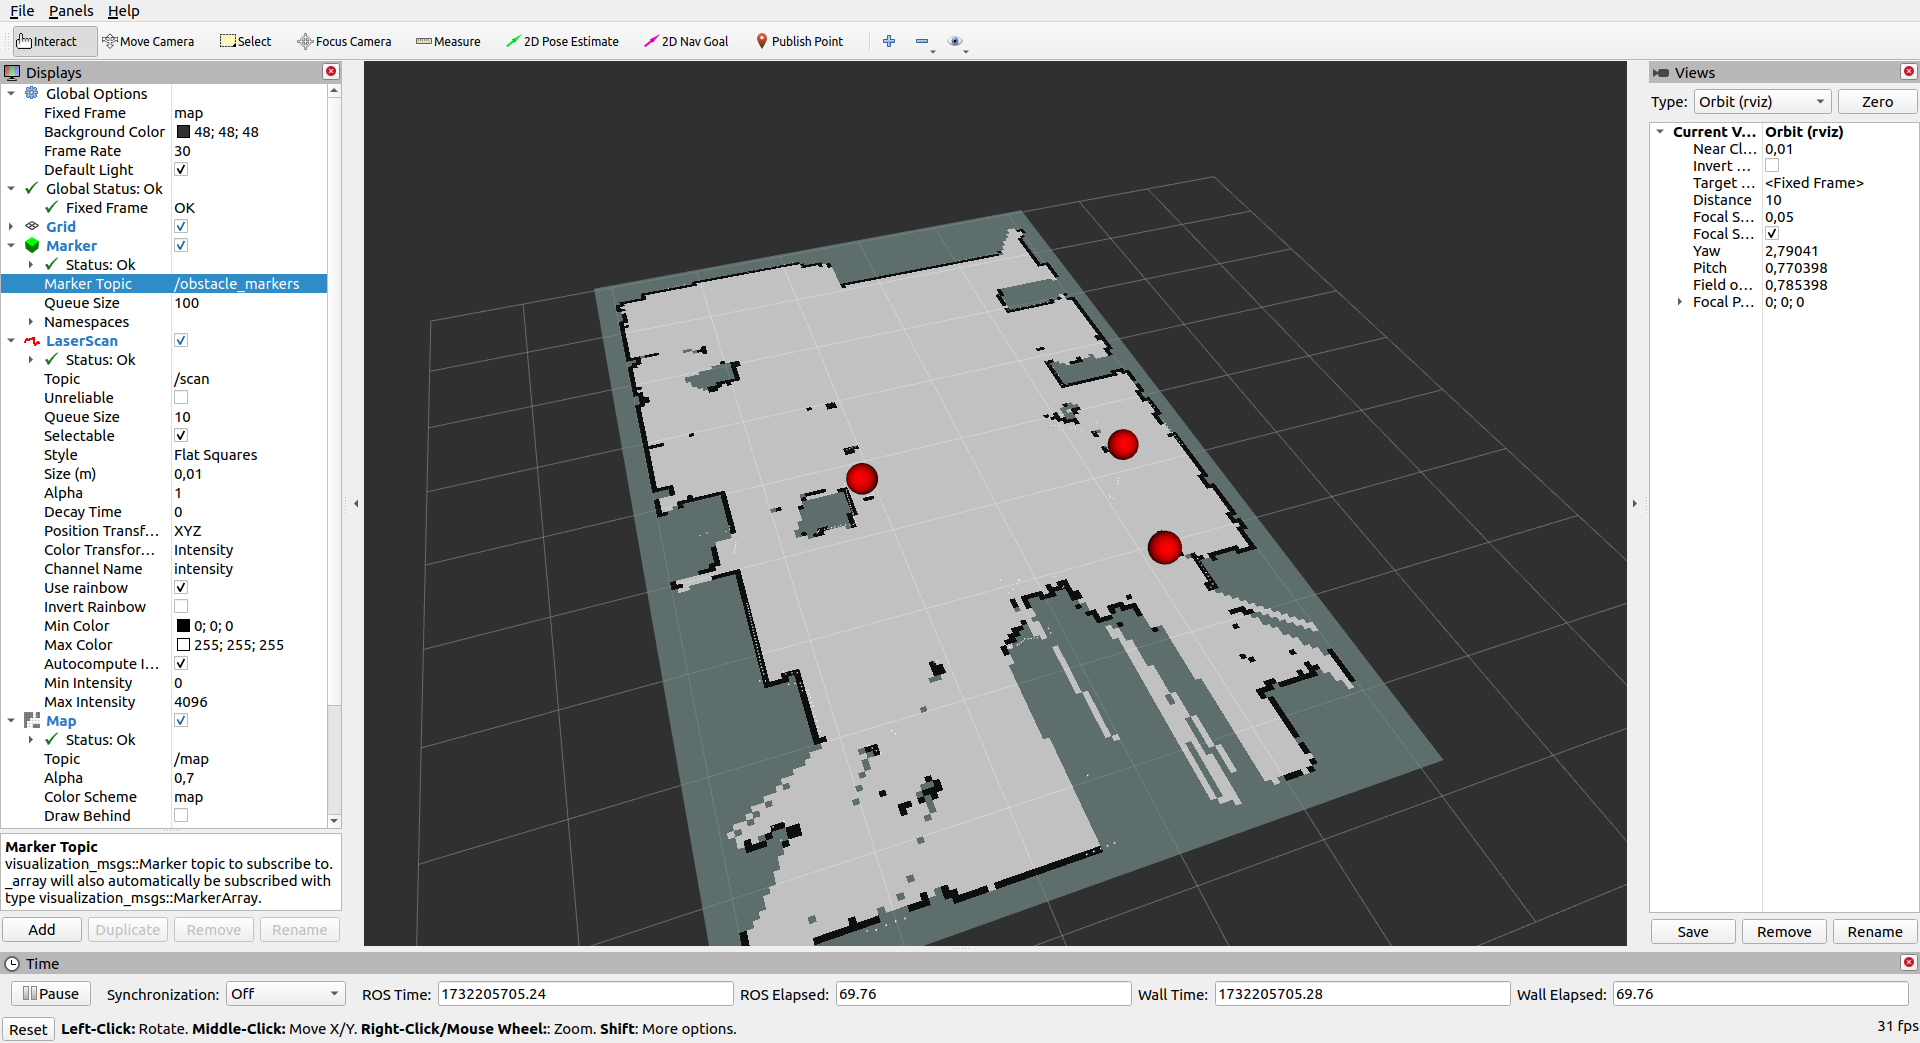 File Panels Help
Interact Move Camera Select Focus Camera Measure 2D Pose Estimate 2D Nav Goal Publish Point
Displays
Global Options
Fixed Frame map
Background Color 48; 48; 48
Frame Rate 30
Default Light
Global Status: Ok
Fixed Frame OK
Grid
Marker
Status: Ok
Marker Topic /obstacle_markers
Queue Size 100
Namespaces
LaserScan
Status: Ok
Topic /scan
Unreliable
Queue Size 10
Selectable
Style Flat Squares
Size (m) 0,01
Alpha 1
Decay Time 0
Position Transf... XYZ
Color Transfor... Intensity
Channel Name intensity
Use rainbow
Invert Rainbow
Min Color 0; 0; 0
Max Color 255; 255; 255
Autocompute I...
Min Intensity 0
Max Intensity 4096
Map
Status: Ok
Topic /map
Alpha 0,7
Color Scheme map
Draw Behind
Marker Topic
visualization_msgs::Marker topic to subscribe to.
_array will also automatically be subscribed with
type visualization_msgs::MarkerArray.
Add Duplicate Remove Rename
Views
Type: Orbit (rviz) Zero
Current V... Orbit (rviz)
Near Cl... 0,01
Invert ...
Target ... <Fixed Frame>
Distance 10
Focal S... 0,05
Focal S...
Yaw 2,79041
Pitch 0,770398
Field o... 0,785398
Focal P... 0; 0; 0
Save Remove Rename
Time
Pause Synchronization: Off ROS Time: 1732205705.24 ROS Elapsed: 69.76 Wall Time: 1732205705.28 Wall Elapsed: 69.76
Reset Left-Click: Rotate. Middle-Click: Move X/Y. Right-Click/Mouse Wheel:: Zoom. Shift: More options. 31 fps